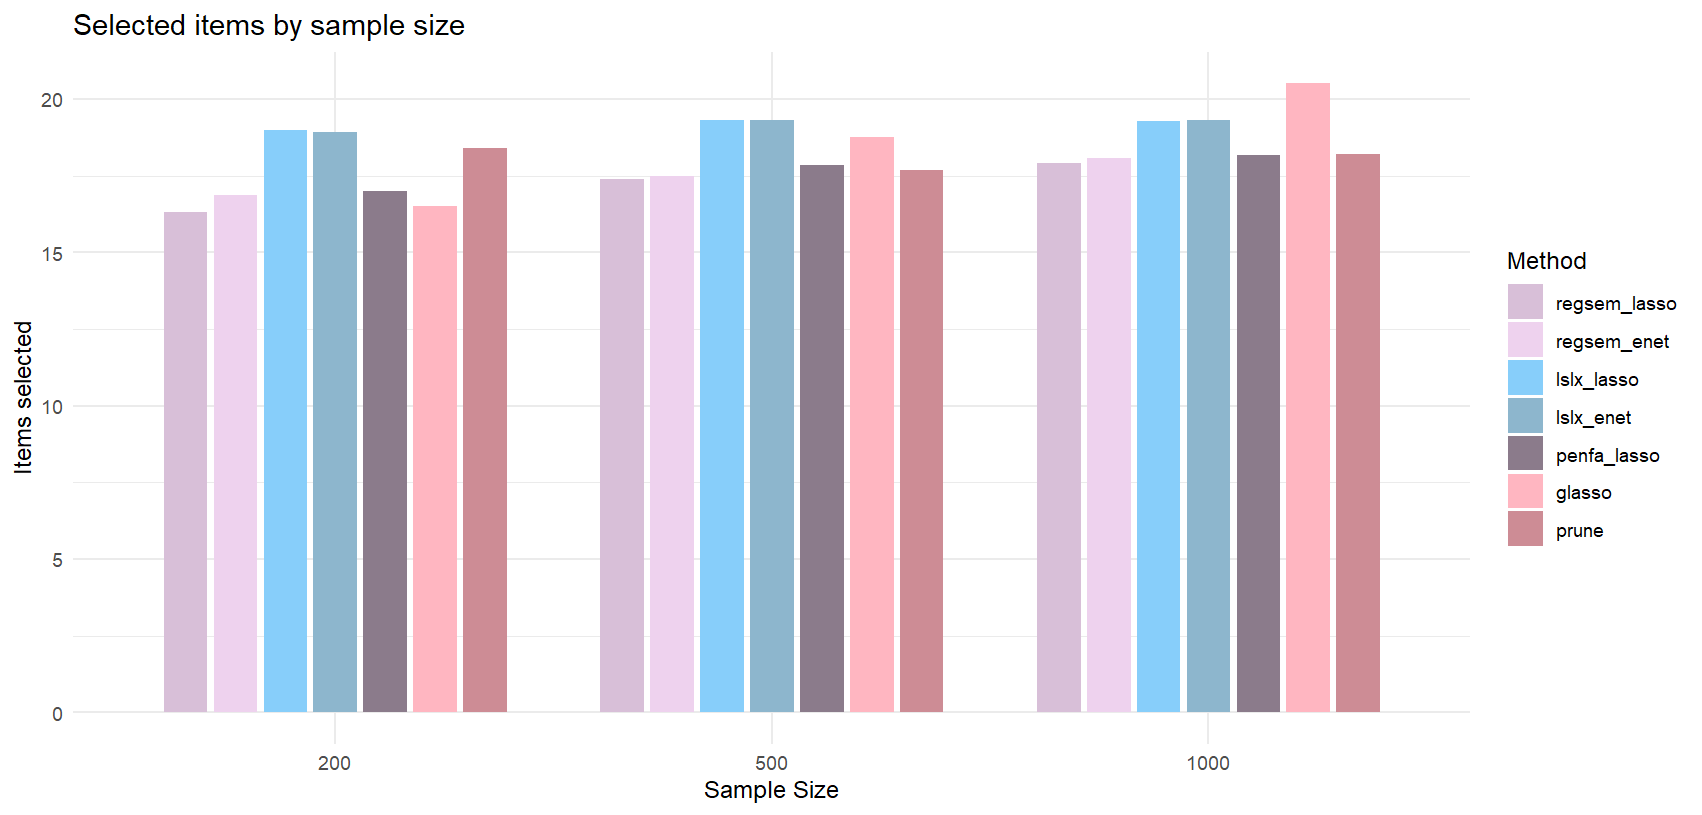 Selected items by sample size
20
15
10
5
0
Items selected
200
500
1000
Sample Size
Method
regsem_lasso
regsem_enet
lslx_lasso
lslx_enet
penfa_lasso
glasso
prune